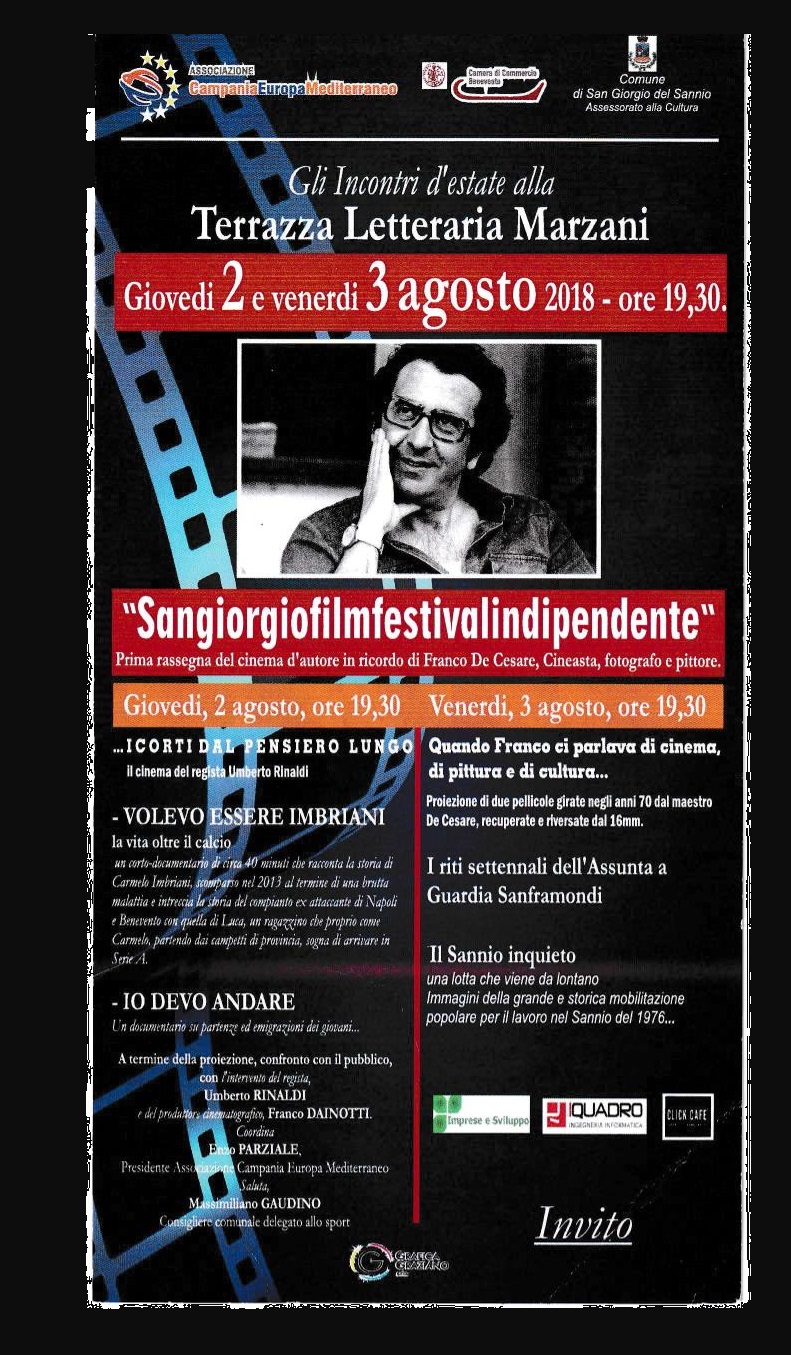 ASSOCIAZIONE
CampaniaEuropaMediterraneo
Camera di Commercio
Benevento
Comune
di San Giorgio del Sannio
Assessorato alla Cultura
Gli Incontri d'estate alla
Terrazza Letteraria Marzani
Giovedi 2 e venerdi 3 agosto 2018 - ore 19,30.
"Sangiorgiofilmfestivalindipendente"
Prima rassegna del cinema d'autore in ricordo di Franco De Cesare, Cineasta, fotografo e pittore.
Giovedi, 2 agosto, ore 19,30
...I CORTI DAL PENSIERO LUNGO
il cinema del regista Umberto Rinaldi
- VOLEVO ESSERE IMBRIANI
la vita oltre il calcio
un corto-documentario di circa 40 minuti che racconta la storia di
Carmelo Imbriani, scomparso nel 2013 al termine di una brutta
malattia e intreccia la storia del compianto ex attaccante di Napoli
e Benevento con quella di Luca, un ragazzino che proprio come
Carmelo, partendo dai campetti di provincia, sogna di arrivare in
Serie A.
- IO DEVO ANDARE
Un documentario su partenze ed emigrazioni dei giovani...
A termine della proiezione, confronto con il pubblico,
con l'intervento del regista,
Umberto RINALDI
e del produttore cinematografico, Franco DAINOTTI.
Coordina
Enzo PARZIALE,
Presidente Associazione Campania Europa Mediterraneo
Saluta,
Massimiliano GAUDINO
Consigliere comunale delegato allo sport
Venerdi, 3 agosto, ore 19,30
Quando Franco ci parlava di cinema,
di pittura e di cultura...
Proiezione di due pellicole girate negli anni 70 dal maestro
De Cesare, recuperate e riversate dal 16mm.
I riti settennali dell'Assunta a
Guardia Sanframondi
Il Sannio inquieto
una lotta che viene da lontano
Immagini della grande e storica mobilitazione
popolare per il lavoro nel Sannio del 1976...
Imprese e Sviluppo
IQUADRO
INGEGNERIA INFORMATICA
CLICK CAFE
Invito
G
GRAFICA
GRAZIANO